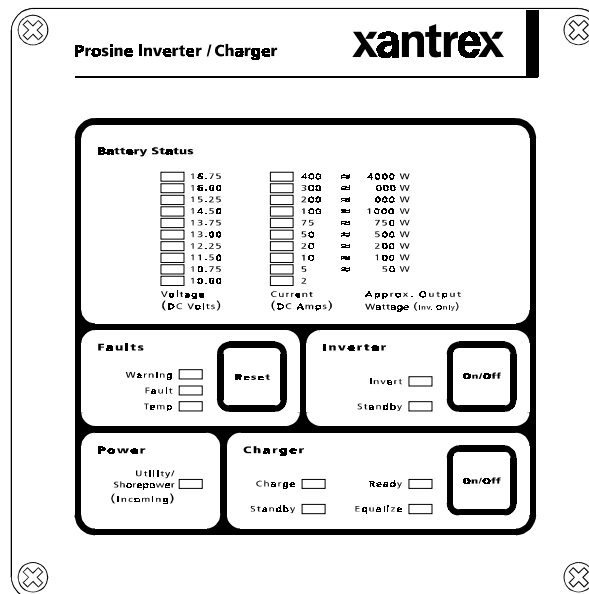 Prosine Inverter / Charger
xantrex
Battery Status
16.75 400 ≈ 4000 W
16.00 300 ≈ W
15.25 200 ≈ W
14.50 100 ≈ 1000 W
13.75 75 ≈ 750 W
13.00 50 ≈ 500 W
12.25 20 ≈ 200 W
11.50 10 ≈ 100 W
10.75 5 ≈ 50 W
10.00 2
Voltage Current Approx. Output
(DC Volts) (DC Amps) Wattage (Inv. Only)
Faults
Warning
Fault
Temp
Reset
Inverter
Invert
Standby
On/Off
Power
Utility/
Shorepower
(Incoming)
Charger
Charge
Standby
Ready
Equalize
On/Off